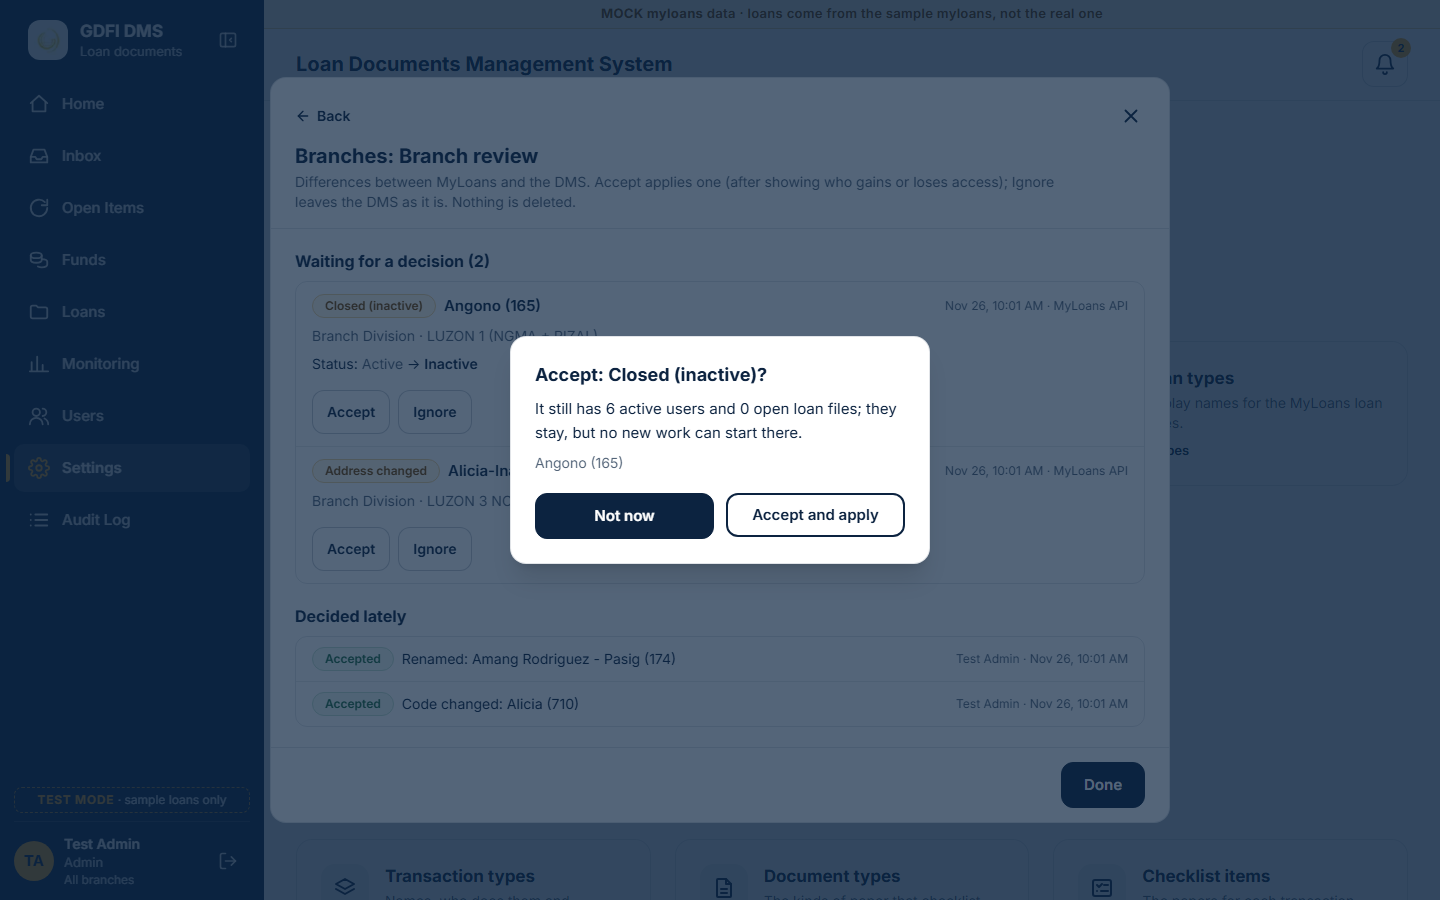 GDFI DMS
Loan documents
Home
Inbox
Open Items
Funds
Loans
Monitoring
Users
Settings
Audit Log
TEST MODE · sample loans only
TA
Test Admin
Admin
All branches
MOCK myloans data · loans come from the sample myloans, not the real one
Loan Documents Management System
2
Back
Branches: Branch review
Differences between MyLoans and the DMS. Accept applies one (after showing who gains or loses access); Ignore
leaves the DMS as it is. Nothing is deleted.
Waiting for a decision (2)
Closed (inactive) Angono (165) Nov 26, 10:01 AM · MyLoans API
Branch Division · LUZON 1 (NGMA + RIZAL)
Status: Active → Inactive
Accept Ignore
Address changed Alicia- Nov 26, 10:01 AM · MyLoans API
Branch Division · LUZON 3
Accept Ignore
Accept: Closed (inactive)?
It still has 6 active users and 0 open loan files; they
stay, but no new work can start there.
Angono (165)
Not now Accept and apply
Decided lately
Accepted Renamed: Amang Rodriguez - Pasig (174) Test Admin · Nov 26, 10:01 AM
Accepted Code changed: Alicia (710) Test Admin · Nov 26, 10:01 AM
Done
types
names for the MyLoans loan
Transaction types
Document types
Checklist items